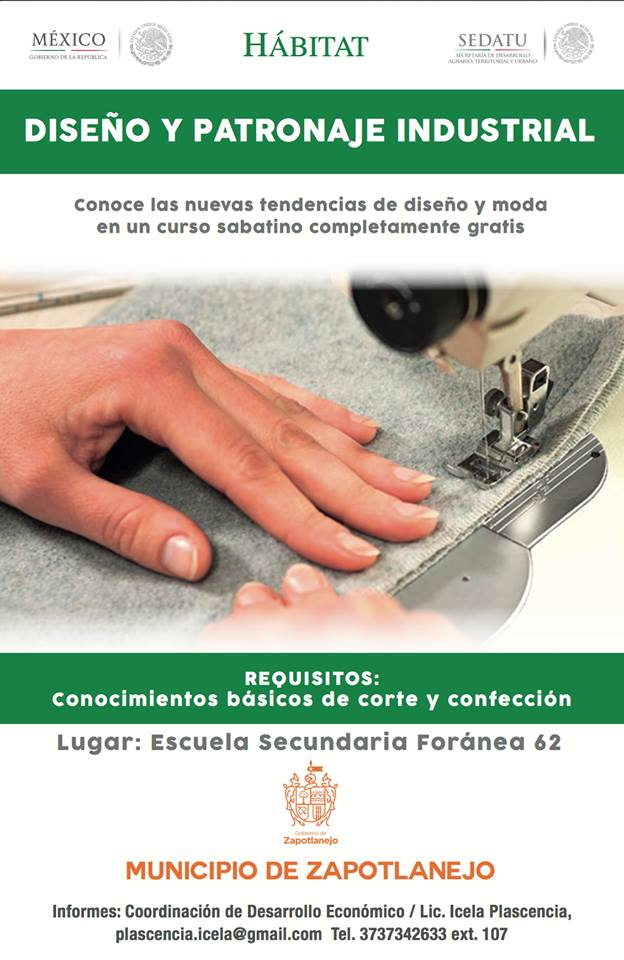 MÉXICO
GOBIERNO DE LA REPÚBLICA
HÁBITAT
SEDATU
SECRETARÍA DE DESARROLLO
AGRARIO, TERRITORIAL Y URBANO
DISEÑO Y PATRONAJE INDUSTRIAL
Conoce las nuevas tendencias de diseño y moda
en un curso sabatino completamente gratis
REQUISITOS:
Conocimientos básicos de corte y confección
Lugar: Escuela Secundaria Foránea 62
Gobierno de
Zapotlanejo
MUNICIPIO DE ZAPOTLANEJO
Informes: Coordinación de Desarrollo Económico / Lic. Icela Plascencia,
plascencia.icela@gmail.com Tel. 3737342633 ext. 107